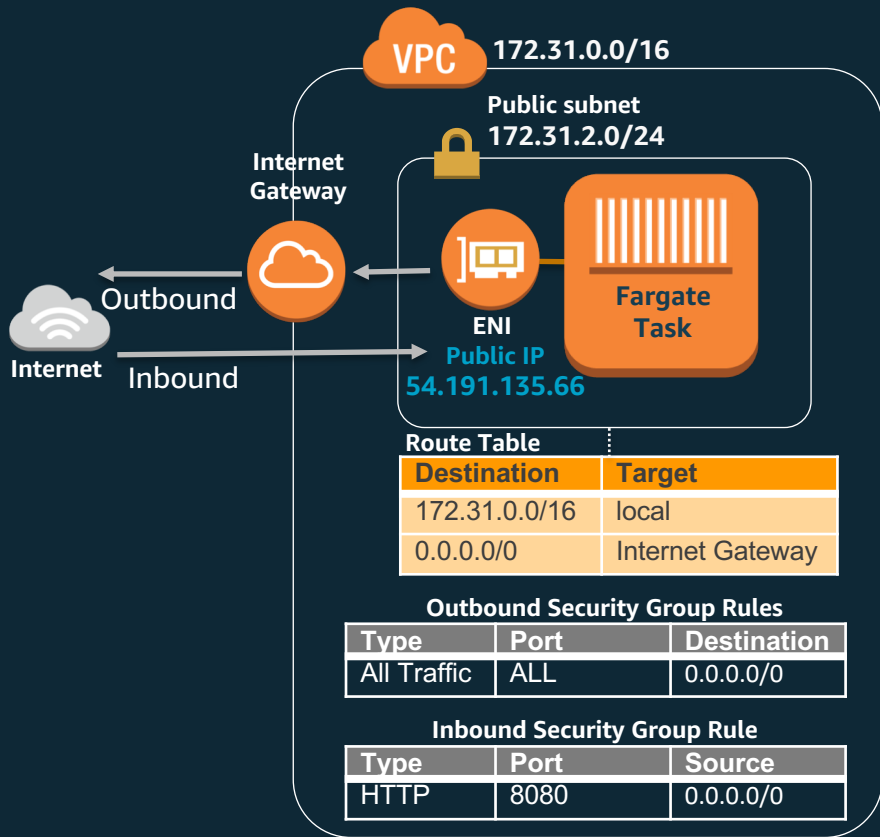 VPC
172.31.0.0/16
Public subnet
172.31.2.0/24
Internet
Gateway
Outbound
Internet
Inbound
ENI
Public IP
54.191.135.66
Fargate
Task
Route Table
Destination Target
172.31.0.0/16 local
0.0.0.0/0 Internet Gateway
Outbound Security Group Rules
Type Port Destination
All Traffic ALL 0.0.0.0/0
Inbound Security Group Rule
Type Port Source
HTTP 8080 0.0.0.0/0